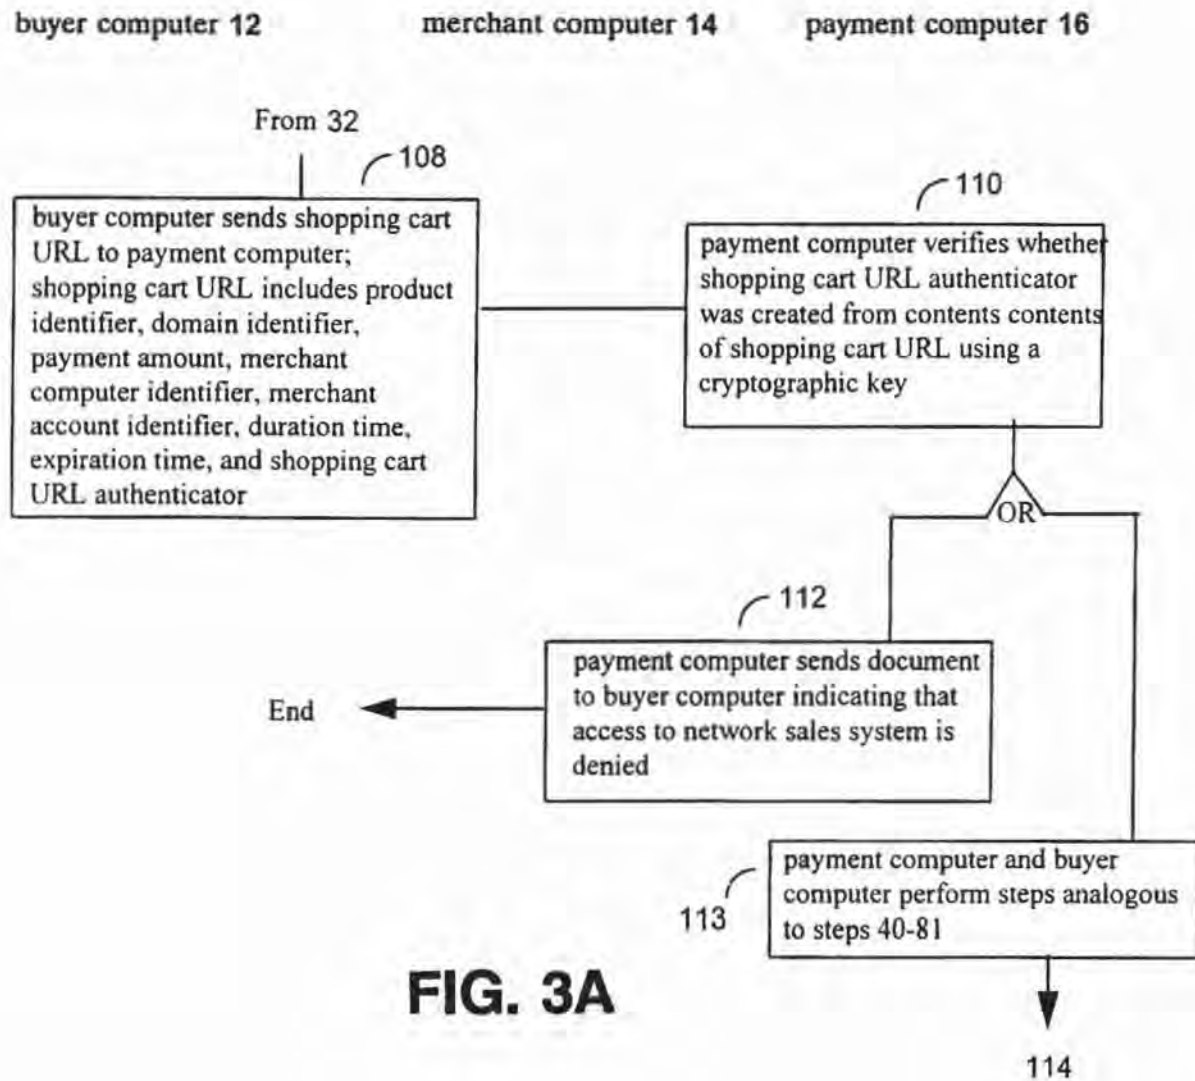 buyer computer 12 merchant computer 14 payment computer 16
From 32
108
buyer computer sends shopping cart
URL to payment computer;
shopping cart URL includes product
identifier, domain identifier,
payment amount, merchant
computer identifier, merchant
account identifier, duration time,
expiration time, and shopping cart
URL authenticator
110
payment computer verifies whether
shopping cart URL authenticator
was created from contents contents
of shopping cart URL using a
cryptographic key
OR
112
payment computer sends document
to buyer computer indicating that
access to network sales system is
denied
End
113
payment computer and buyer
computer perform steps analogous
to steps 40-81
114
FIG. 3A